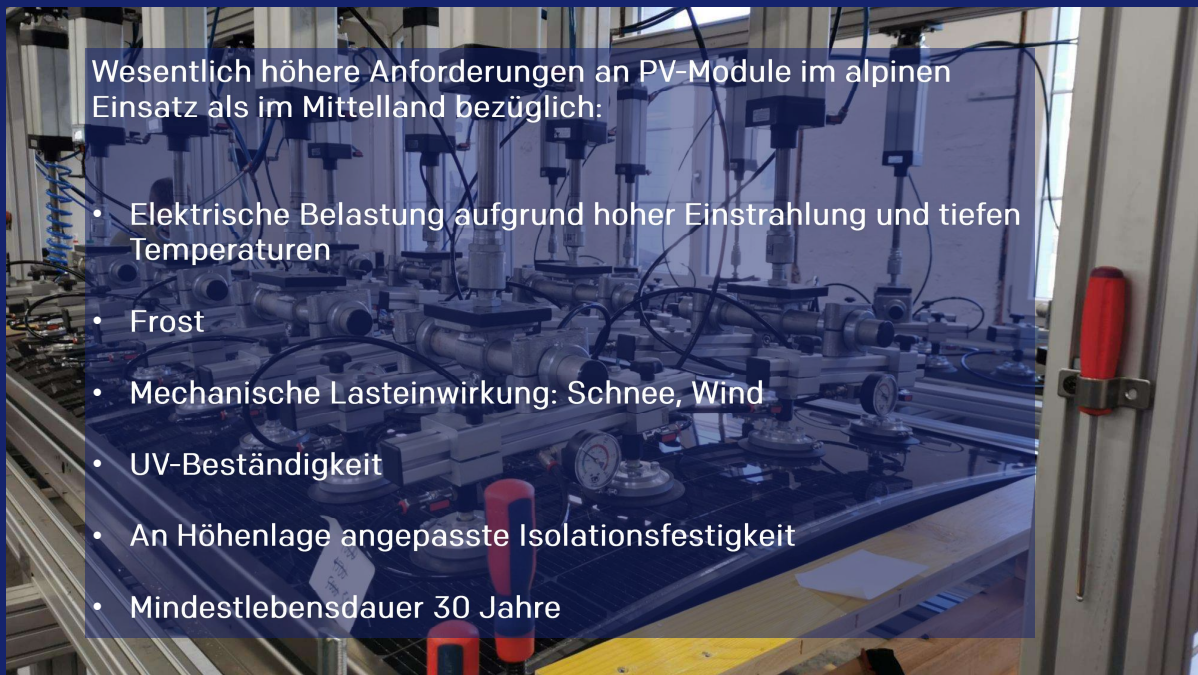 Wesentlich höhere Anforderungen an PV-Module im alpinen
Einsatz als im Mittelland bezüglich:
• Elektrische Belastung aufgrund hoher Einstrahlung und tiefen
Temperaturen
• Frost
• Mechanische Lasteinwirkung: Schnee, Wind
• UV-Beständigkeit
• An Höhenlage angepasste Isolationsfestigkeit
• Mindestlebensdauer 30 Jahre